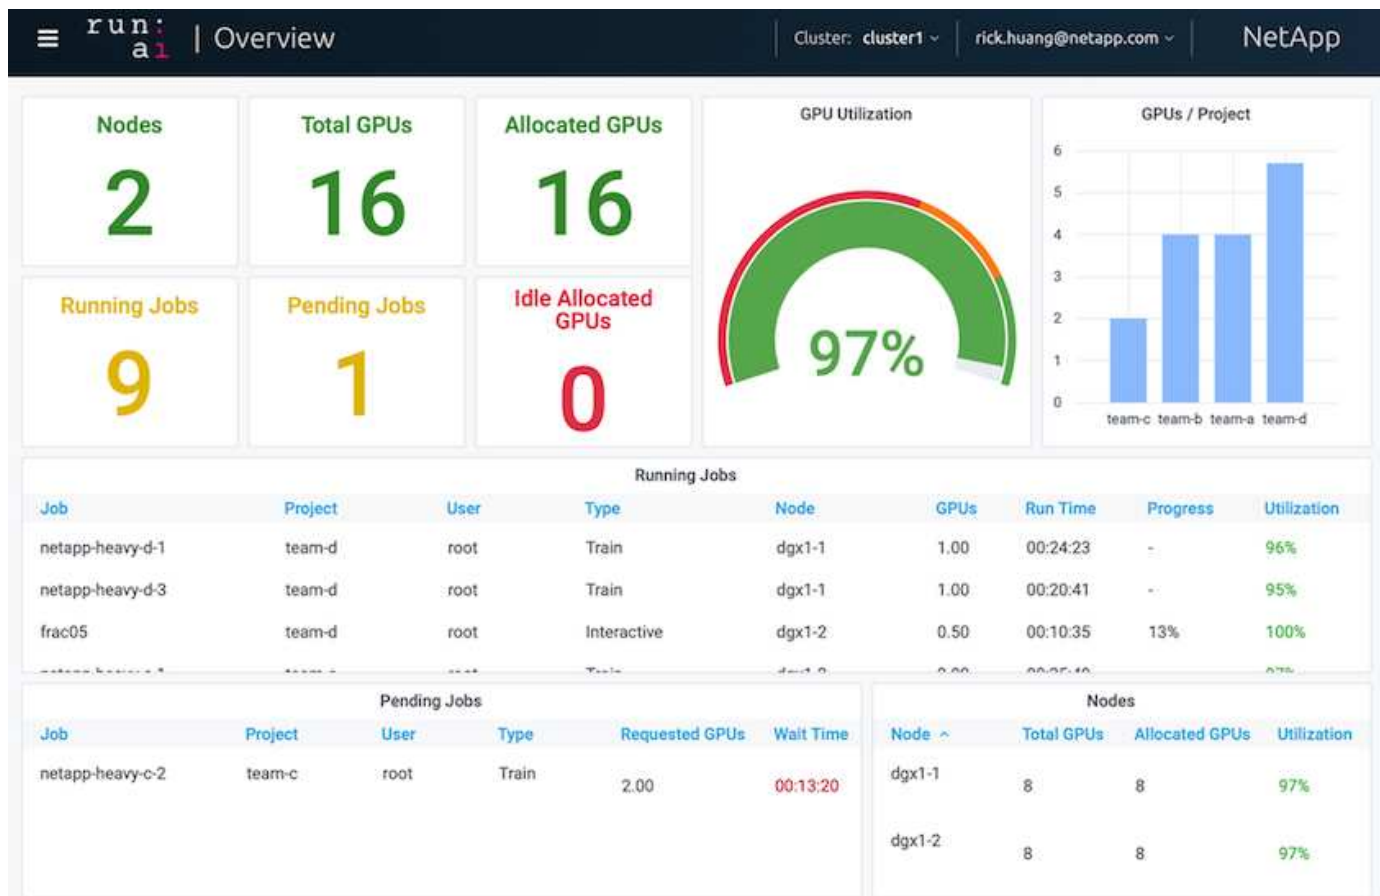 run:
ai
| Overview
Cluster: cluster1
rick.huang@netapp.com
NetApp
Nodes
2
Total GPUs
16
Allocated GPUs
16
Running Jobs
9
Pending Jobs
1
Idle Allocated
GPUs
0
GPU Utilization
97%
GPUs / Project
6
5
4
3
2
1
0
team-c team-b team-a team-d
Running Jobs
Job Project User Type Node GPUs Run Time Progress Utilization
netapp-heavy-d-1 team-d root Train dgx1-1 1.00 00:24:23 - 96%
netapp-heavy-d-3 team-d root Train dgx1-1 1.00 00:20:41 - 95%
frac05 team-d root Interactive dgx1-2 0.50 00:10:35 13% 100%
Pending Jobs
Job Project User Type Requested GPUs Wait Time
netapp-heavy-c-2 team-c root Train 2.00 00:13:20
Nodes
Node Total GPUs Allocated GPUs Utilization
dgx1-1 8 8 97%
dgx1-2 8 8 97%